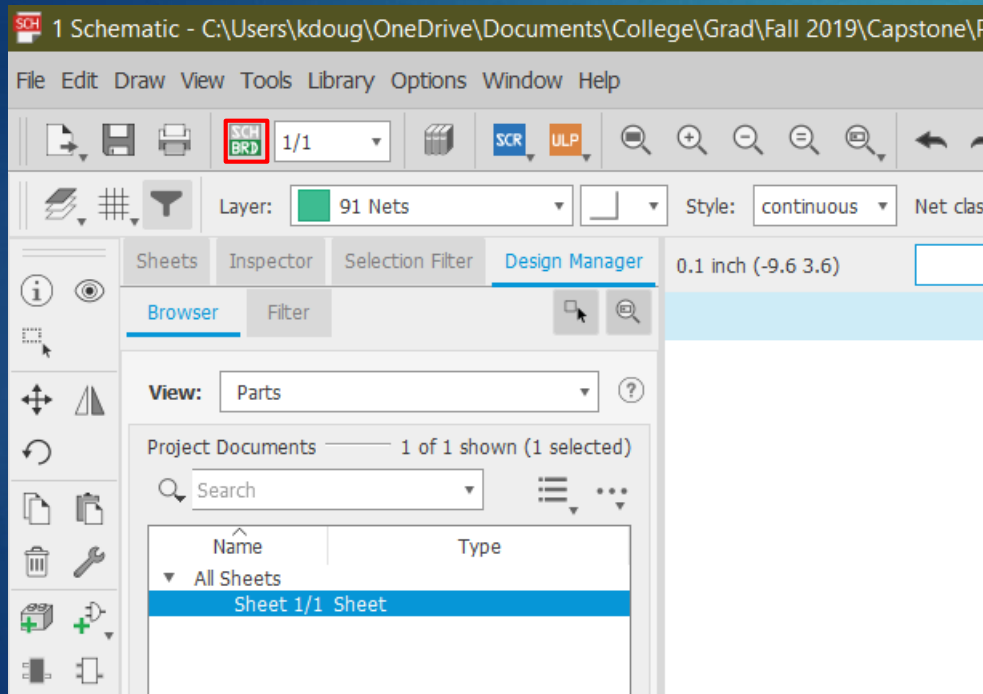 SCH 1 Schematic - C:\Users\kdoug\OneDrive\Documents\College\Grad\Fall 2019\Capstone\
File Edit Draw View Tools Library Options Window Help
SCH BRD 1/1 SCR ULP
Layer: 91 Nets Style: continuous Net clas
Sheets Inspector Selection Filter Design Manager 0.1 inch (-9.6 3.6)
Browser Filter
View: Parts ?
Project Documents 1 of 1 shown (1 selected)
Search
Name Type
All Sheets
Sheet 1/1 Sheet